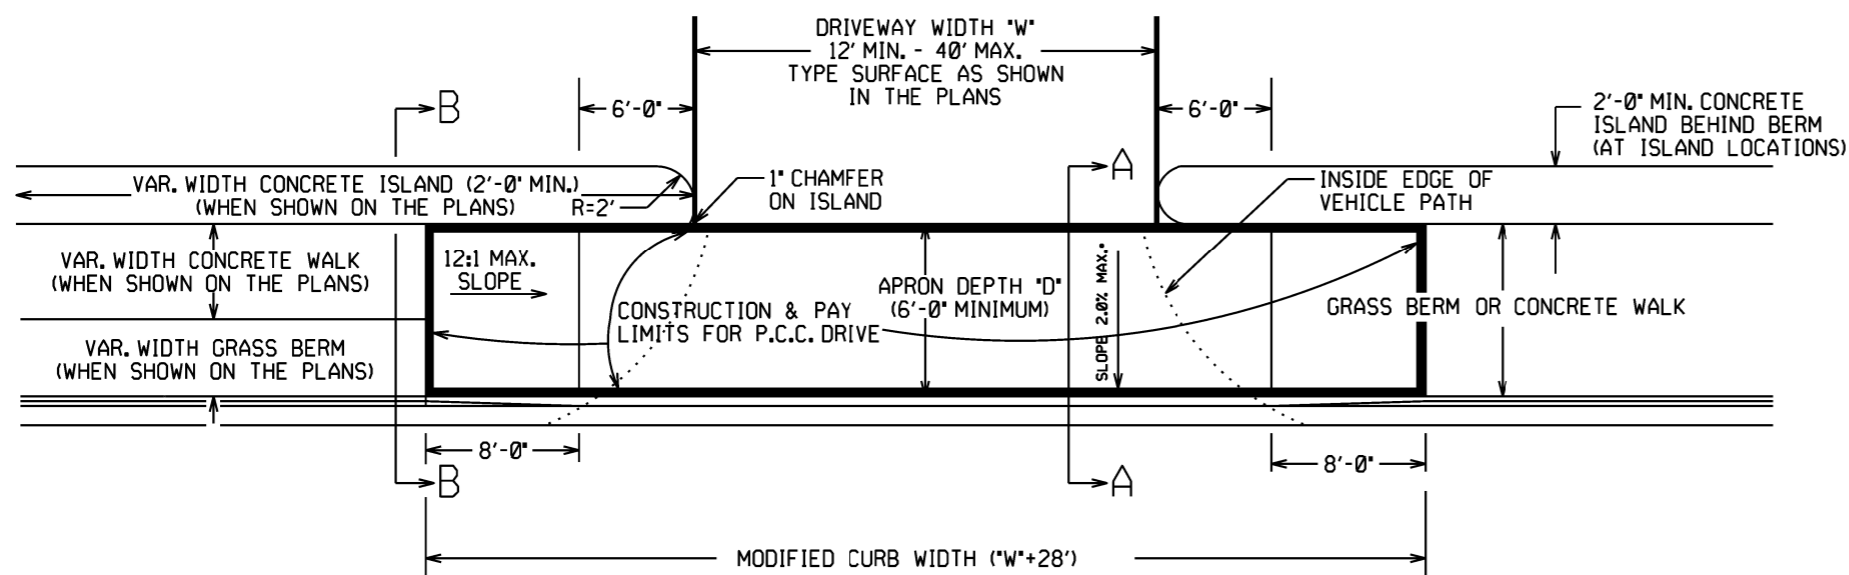 DRIVEWAY WIDTH "W"
12' MIN. - 40' MAX.
TYPE SURFACE AS SHOWN
IN THE PLANS
B
6'-0"
6'-0"
2'-0" MIN. CONCRETE
ISLAND BEHIND BERM
(AT ISLAND LOCATIONS)
A
VAR. WIDTH CONCRETE ISLAND (2'-0" MIN.)
(WHEN SHOWN ON THE PLANS)
R=2'
1" CHAMFER
ON ISLAND
INSIDE EDGE OF
VEHICLE PATH
VAR. WIDTH CONCRETE WALK
(WHEN SHOWN ON THE PLANS)
12:1 MAX.
SLOPE
CONSTRUCTION & PAY
LIMITS FOR P.C.C. DRIVE
APRON DEPTH "D"
(6'-0" MINIMUM)
SLOPE 2.0% MAX.*
GRASS BERM OR CONCRETE WALK
VAR. WIDTH GRASS BERM
(WHEN SHOWN ON THE PLANS)
8'-0"
8'-0"
B
A
MODIFIED CURB WIDTH ("W"+28')